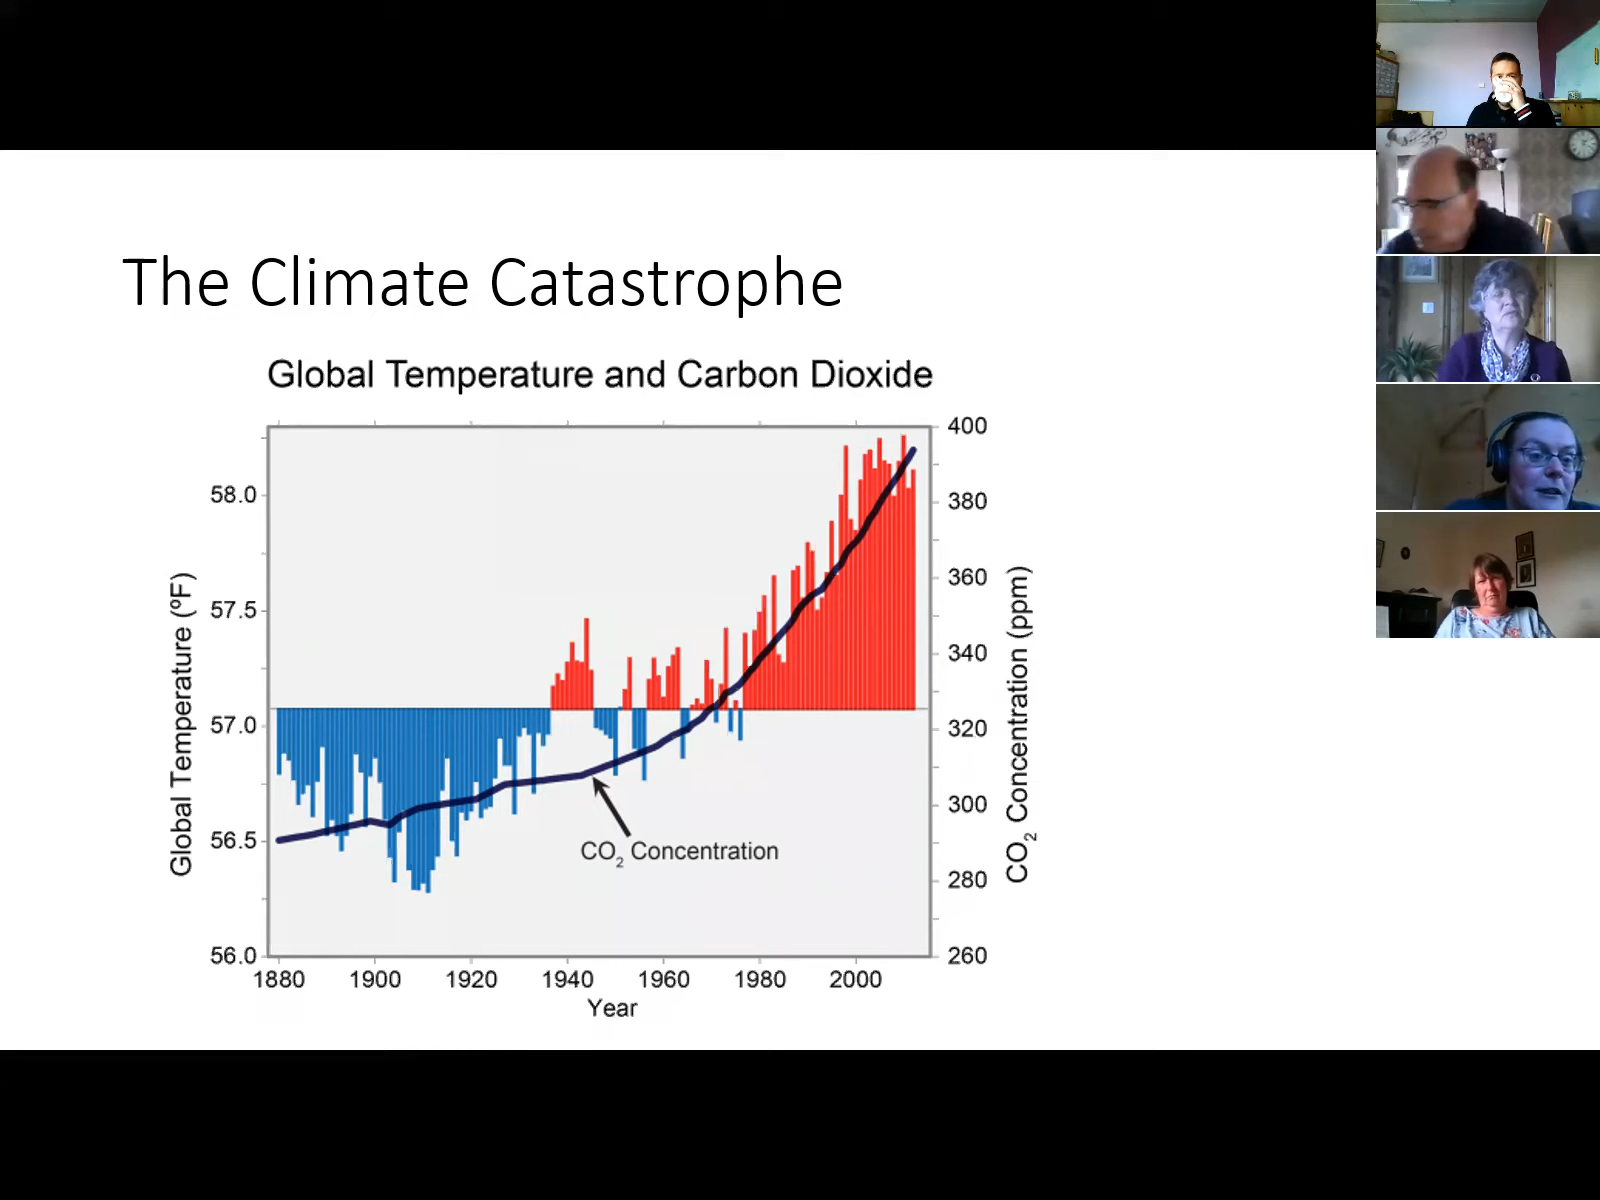 The Climate Catastrophe
Global Temperature and Carbon Dioxide
Global Temperature (ºF)
58.0
57.5
57.0
56.5
56.0
400
380
360
340
320
300
280
260
CO2 Concentration (ppm)
CO2 Concentration
1880 1900 1920 1940 1960 1980 2000
Year